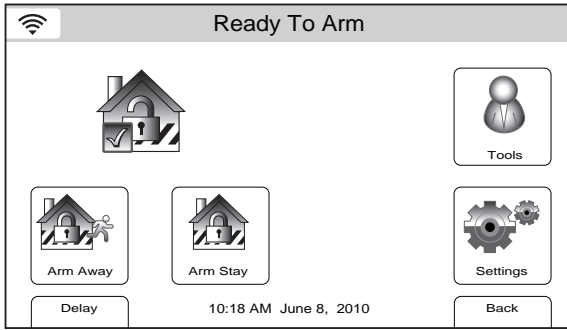 Ready To Arm
Tools
Arm Away
Arm Stay
Settings
Delay
10:18 AM June 8, 2010
Back